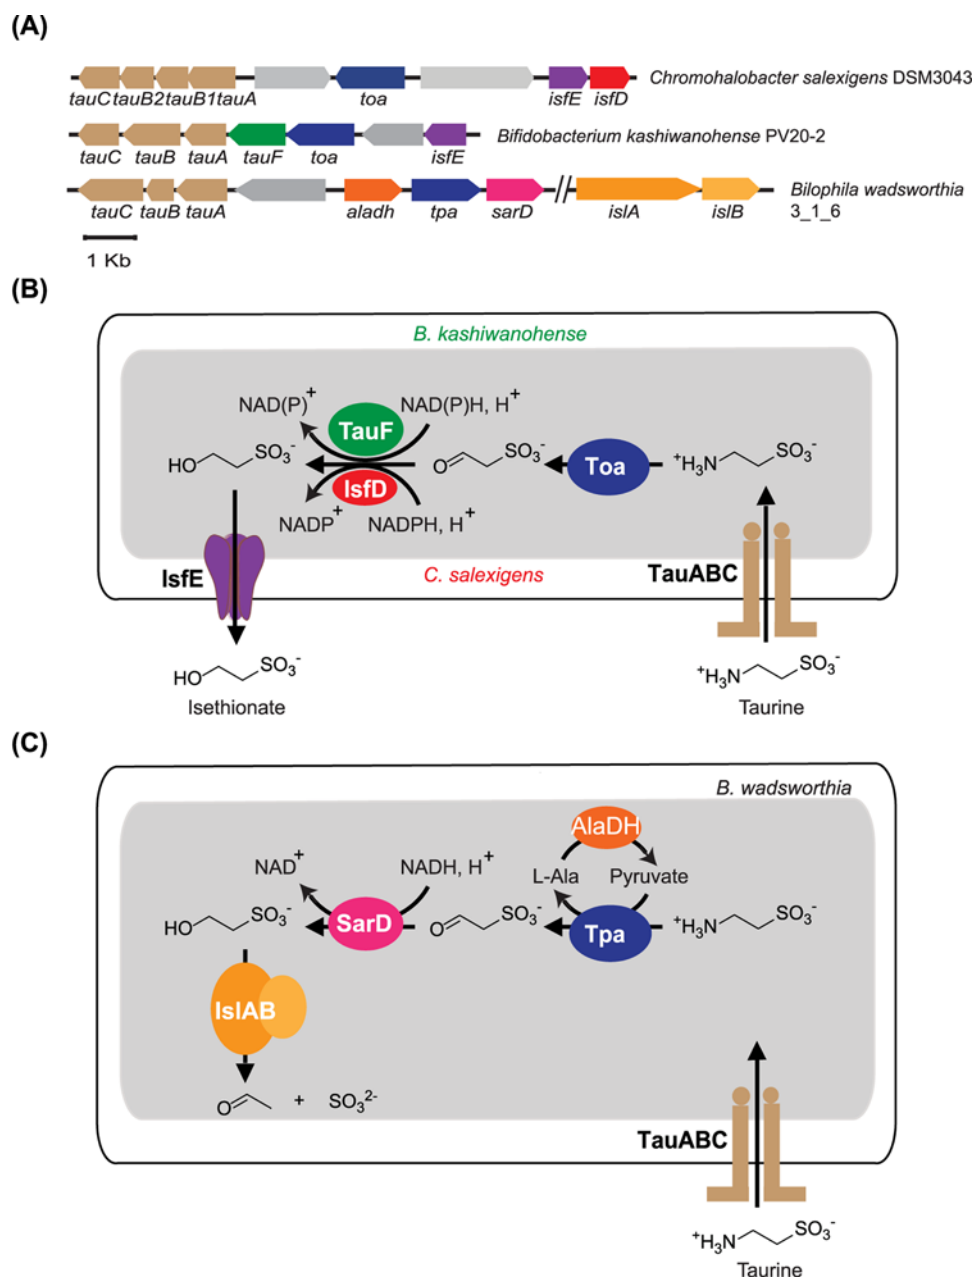 (A)
Chromohalobacter salexigens DSM3043
tauC tauB2 tauB1 tauA toa isfE isfD
Bifidobacterium kashiwanohense PV20-2
tauC tauB tauA tauF toa isfE
Bilophila wadsworthia
3_1_6
tauC tauB tauA aladh tpa sarD islA islB
1 Kb
(B)
B. kashiwanohense
NAD(P)+ NAD(P)H, H+
TauF
HO SO3- O SO3- Toa +H3N SO3-
IsfD
NADP+ NADPH, H+
IsfE C. salexigens TauABC
HO SO3- +H3N SO3-
Isethionate Taurine
(C)
B. wadsworthia
AlaDH
NAD+ NADH, H+ L-Ala Pyruvate
HO SO3- SarD O SO3- Tpa +H3N SO3-
IslAB
O + SO3 2-
TauABC
+H3N SO3-
Taurine